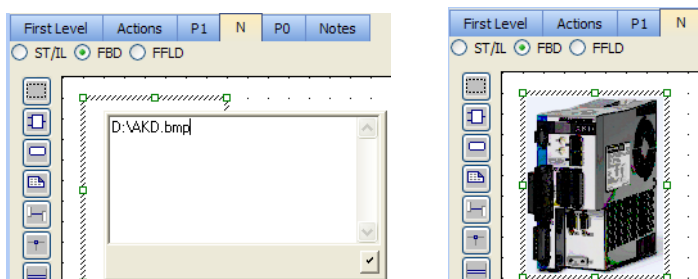 First Level Actions P1 N P0 Notes
ST/IL FBD FFLD
D:\AKD.bmp
First Level Actions P1 N
ST/IL FBD FFLD